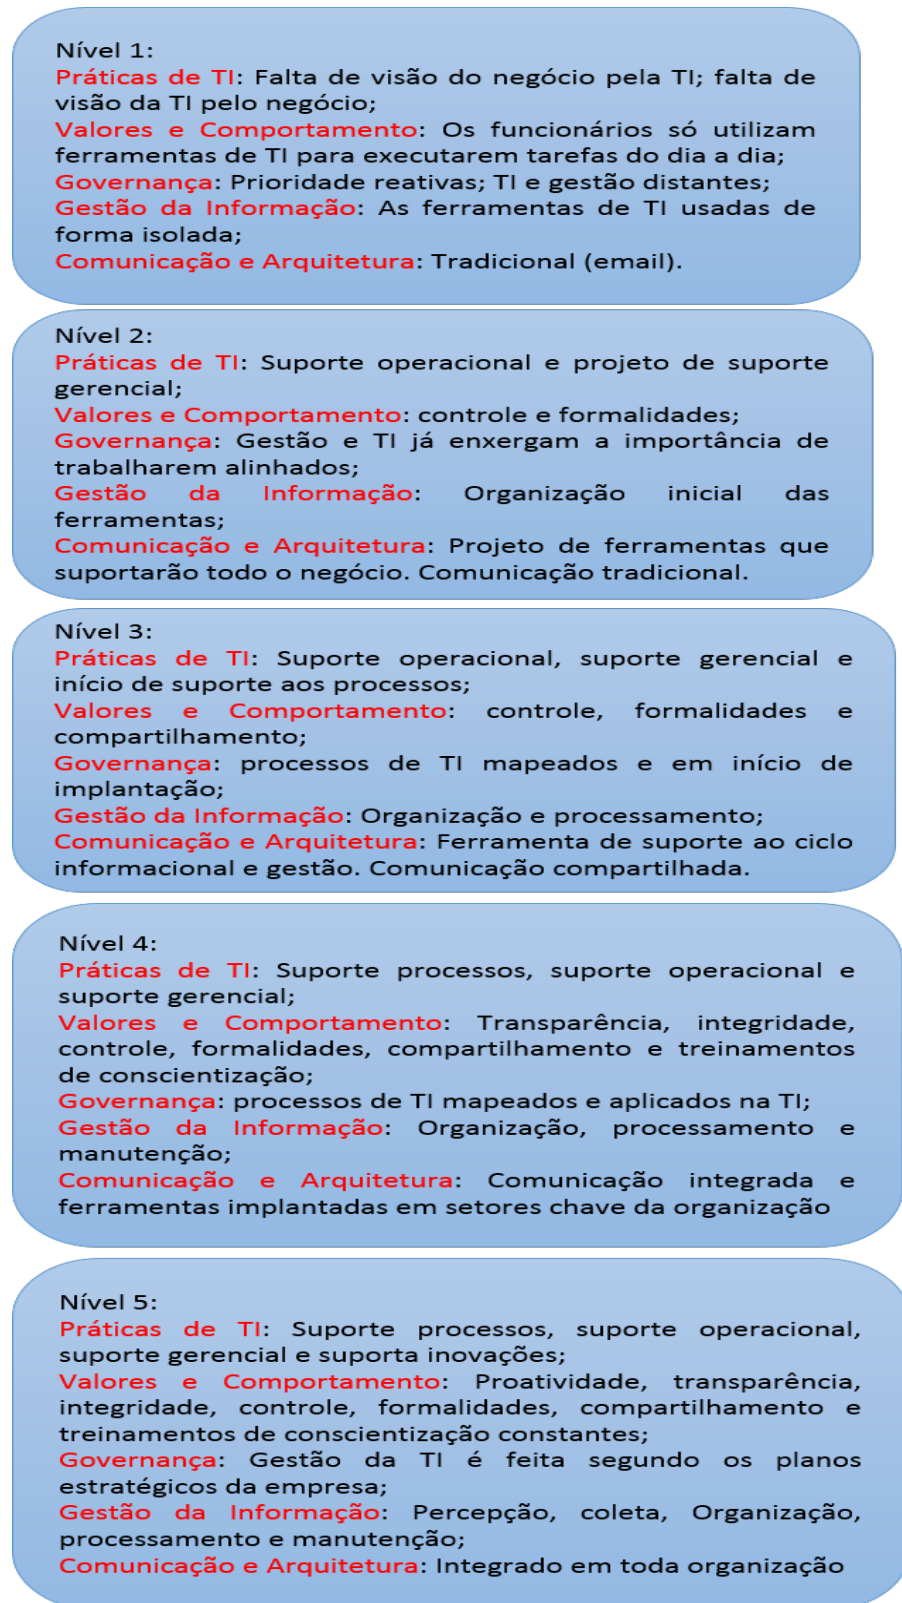 Nível 1:
Práticas de TI: Falta de visão do negócio pela TI; falta de
visão da TI pelo negócio;
Valores e Comportamento: Os funcionários só utilizam
ferramentas de TI para executarem tarefas do dia a dia;
Governança: Prioridade reativas; TI e gestão distantes;
Gestão da Informação: As ferramentas de TI usadas de
forma isolada;
Comunicação e Arquitetura: Tradicional (email).
Nível 2:
Práticas de TI: Suporte operacional e projeto de suporte
gerencial;
Valores e Comportamento: controle e formalidades;
Governança: Gestão e TI já enxergam a importância de
trabalharem alinhados;
Gestão da Informação: Organização inicial das
ferramentas;
Comunicação e Arquitetura: Projeto de ferramentas que
suportarão todo o negócio. Comunicação tradicional.
Nível 3:
Práticas de TI: Suporte operacional, suporte gerencial e
início de suporte aos processos;
Valores e Comportamento: controle, formalidades e
compartilhamento;
Governança: processos de TI mapeados e em início de
implantação;
Gestão da Informação: Organização e processamento;
Comunicação e Arquitetura: Ferramenta de suporte ao ciclo
informacional e gestão. Comunicação compartilhada.
Nível 4:
Práticas de TI: Suporte processos, suporte operacional e
suporte gerencial;
Valores e Comportamento: Transparência, integridade,
controle, formalidades, compartilhamento e treinamentos
de conscientização;
Governança: processos de TI mapeados e aplicados na TI;
Gestão da Informação: Organização, processamento e
manutenção;
Comunicação e Arquitetura: Comunicação integrada e
ferramentas implantadas em setores chave da organização
Nível 5:
Práticas de TI: Suporte processos, suporte operacional,
suporte gerencial e suporta inovações;
Valores e Comportamento: Proatividade, transparência,
integridade, controle, formalidades, compartilhamento e
treinamentos de conscientização constantes;
Governança: Gestão da TI é feita segundo os planos
estratégicos da empresa;
Gestão da Informação: Percepção, coleta, Organização,
processamento e manutenção;
Comunicação e Arquitetura: Integrado em toda organização